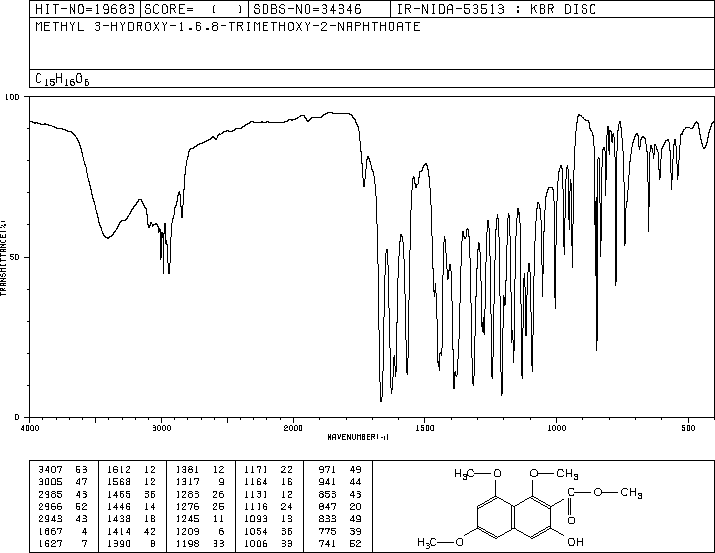 HIT-NO=19683 SCORE= ( ) SDBS-NO=34346 IR-NIDA-53513 : KBR DISC
METHYL 3-HYDROXY-1,6,8-TRIMETHOXY-2-NAPHTHOATE
C15H16O6
100
50
0
TRANSMITTANCE(%)
4000 3000 2000 1500 1000 500
WAVENUMBER(-1)
3407 53 1612 12 1381 12 1171 22 971 49
3005 47 1568 12 1317 9 1164 16 941 44
2985 43 1465 36 1283 26 1131 12 853 43
2966 52 1446 14 1276 25 1116 24 847 20
2943 43 1438 18 1245 11 1093 13 833 49
1667 4 1414 42 1209 6 1054 36 775 39
1627 7 1390 8 1198 33 1006 33 741 52
H3C O O CH3
C O CH3
O
H3C O OH